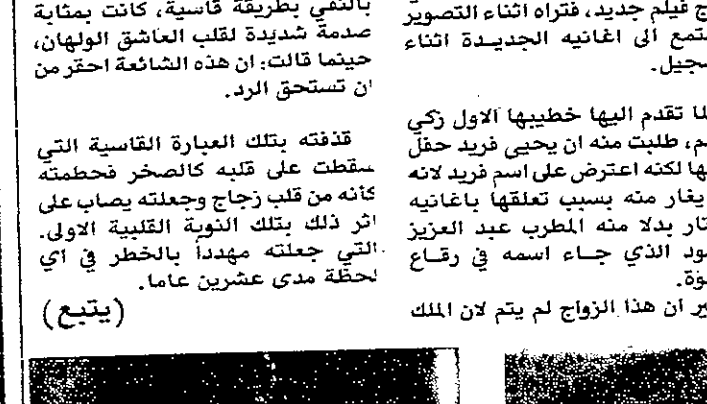 ج فيلم جديد، فتراه اثناء التصوير
ستمع الى اغانيه الجديدة اثناء
سجيل.
لما تقدم اليها خطيبها الاول زكي
م، طلبت منه ان يحيى فريد حفل
ها لكنه اعترض على اسم فريد لانه
يغار منه بسبب تعلقها باغانيه
تار بدلا منه المطرب عبد العزيز
ود الذي جاء اسمه في رقاع
وة.
ير ان هذا الزواج لم يتم لان الملك
بالنفي بطريقة قاسية، كانت بمثابة
صدمة شديدة لقلب العاشق الولهان،
حينما قالت: ان هذه الشائعة احقر من
ان تستحق الرد.
قذفته بتلك العبارة القاسية التي
سقطت على قلبه كالصخر فحطمته
كأنه من قلب زجاج وجعلته يصاب على
اثر ذلك بتلك النوبة القلبية الاولى.
التي جعلته مهدداً بالخطر في اي
لحظة مدى عشرين عاما.
(يتبع)